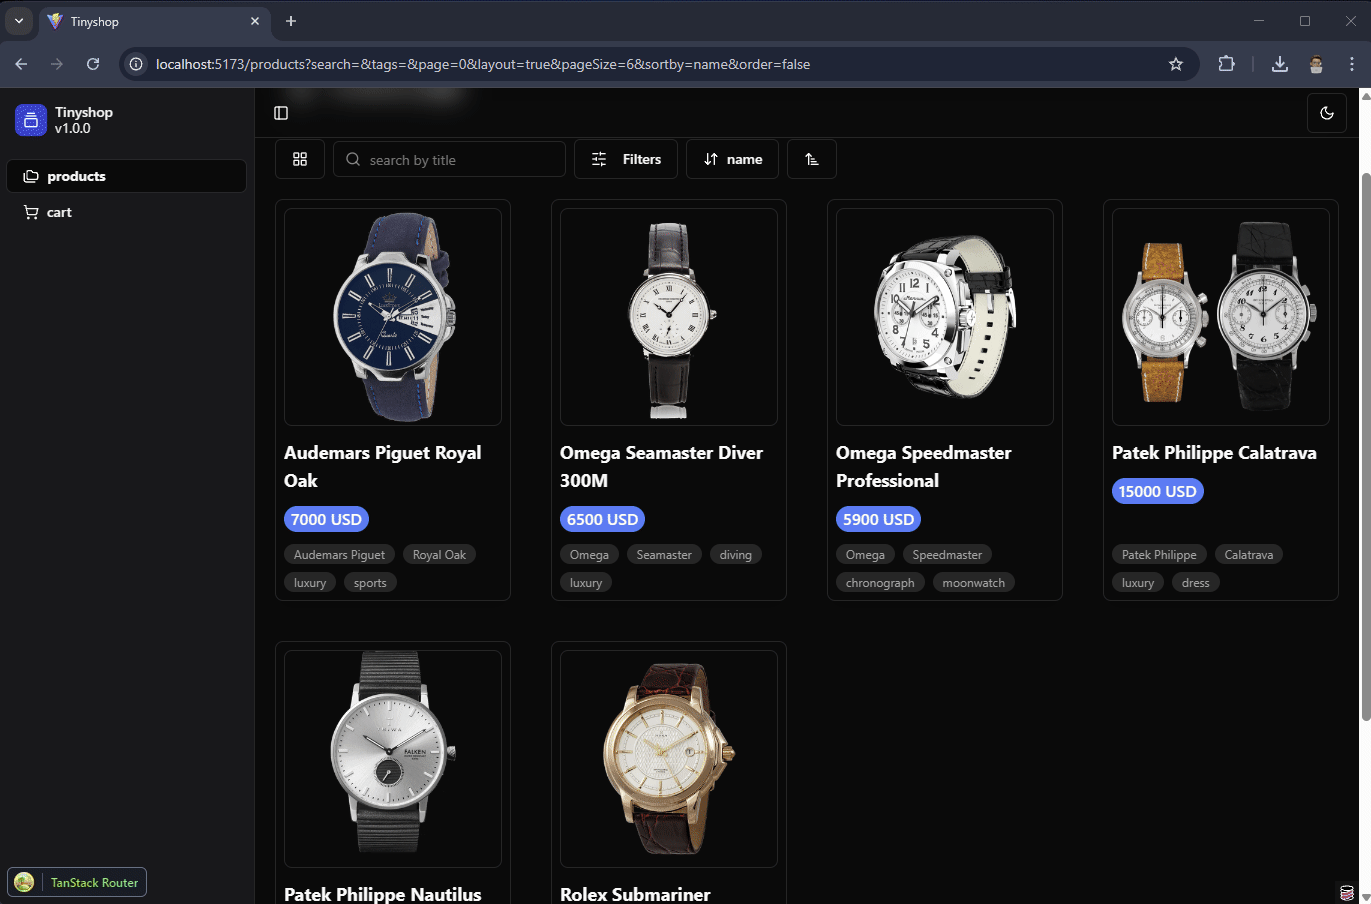 Tinyshop
localhost:5173/products?search=&tags=&page=0&layout=true&pageSize=6&sortby=name&order=false
Tinyshop
v1.0.0
products
cart
search by title
Filters
name
Audemars Piguet Royal
Oak
7000 USD
Audemars Piguet
Royal Oak
luxury
sports
Omega Seamaster Diver
300M
6500 USD
Omega
Seamaster
diving
luxury
Omega Speedmaster
Professional
5900 USD
Omega
Speedmaster
chronograph
moonwatch
Patek Philippe Calatrava
15000 USD
Patek Philippe
Calatrava
luxury
dress
FALKEN
Patek Philippe Nautilus
Rolex Submariner
TanStack Router